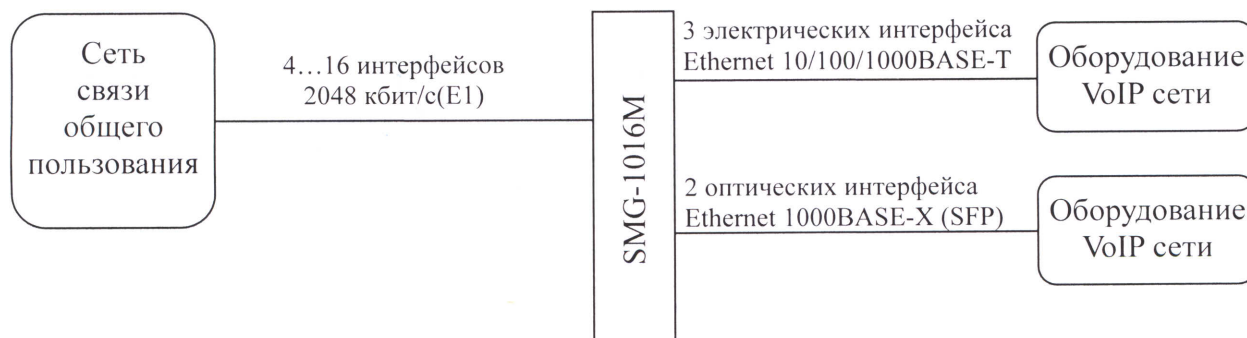 Сеть
связи
общего
пользования
4...16 интерфейсов
2048 кбит/с(E1)
SMG-1016M
3 электрических интерфейса
Ethernet 10/100/1000BASE-T
Оборудование
VoIP сети
2 оптических интерфейса
Ethernet 1000BASE-X (SFP)
Оборудование
VoIP сети